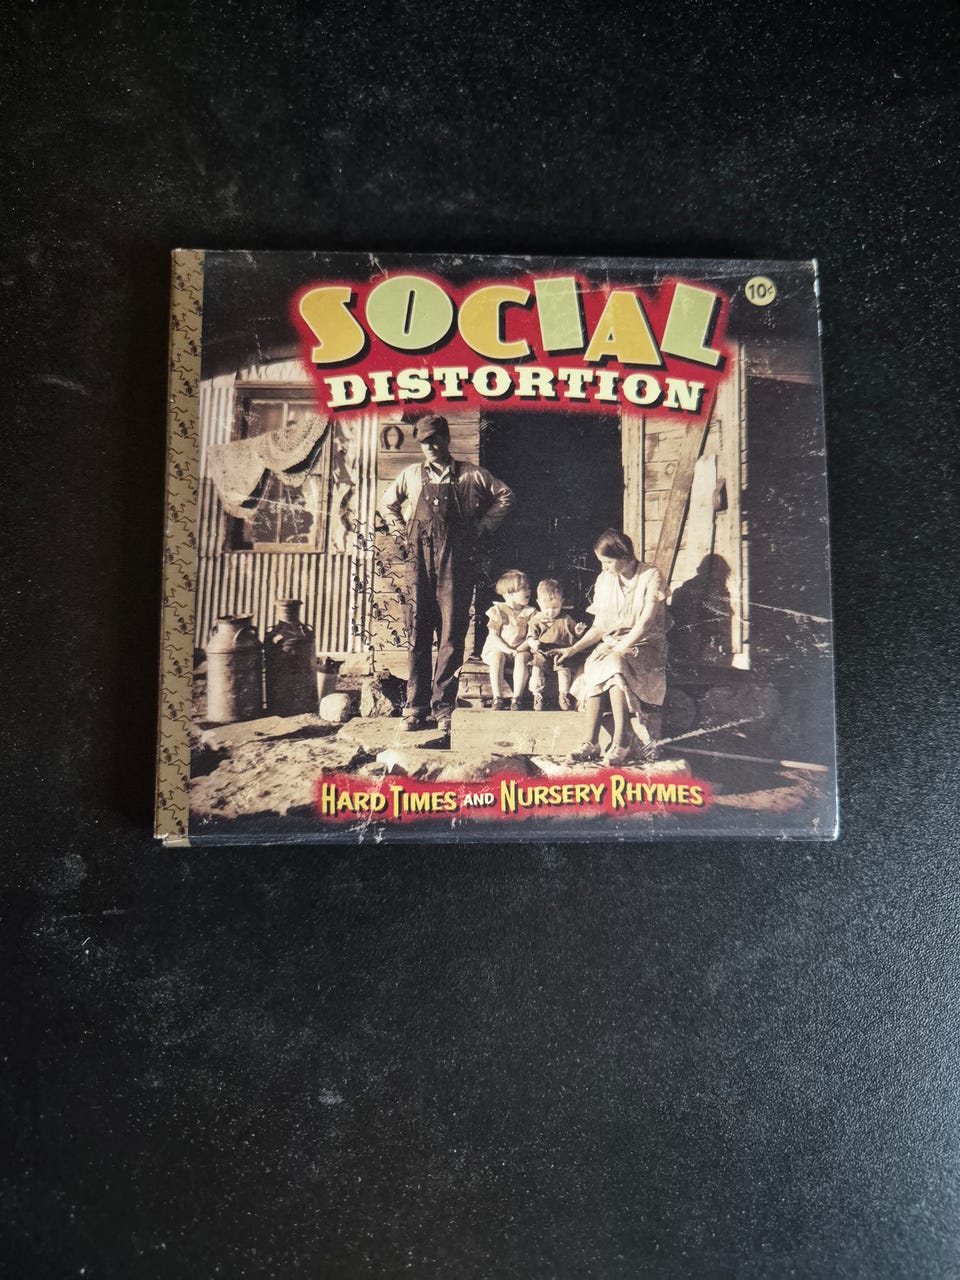 SOCIAL
10¢
DISTORTION
HARD TIMES AND NURSERY RHYMES